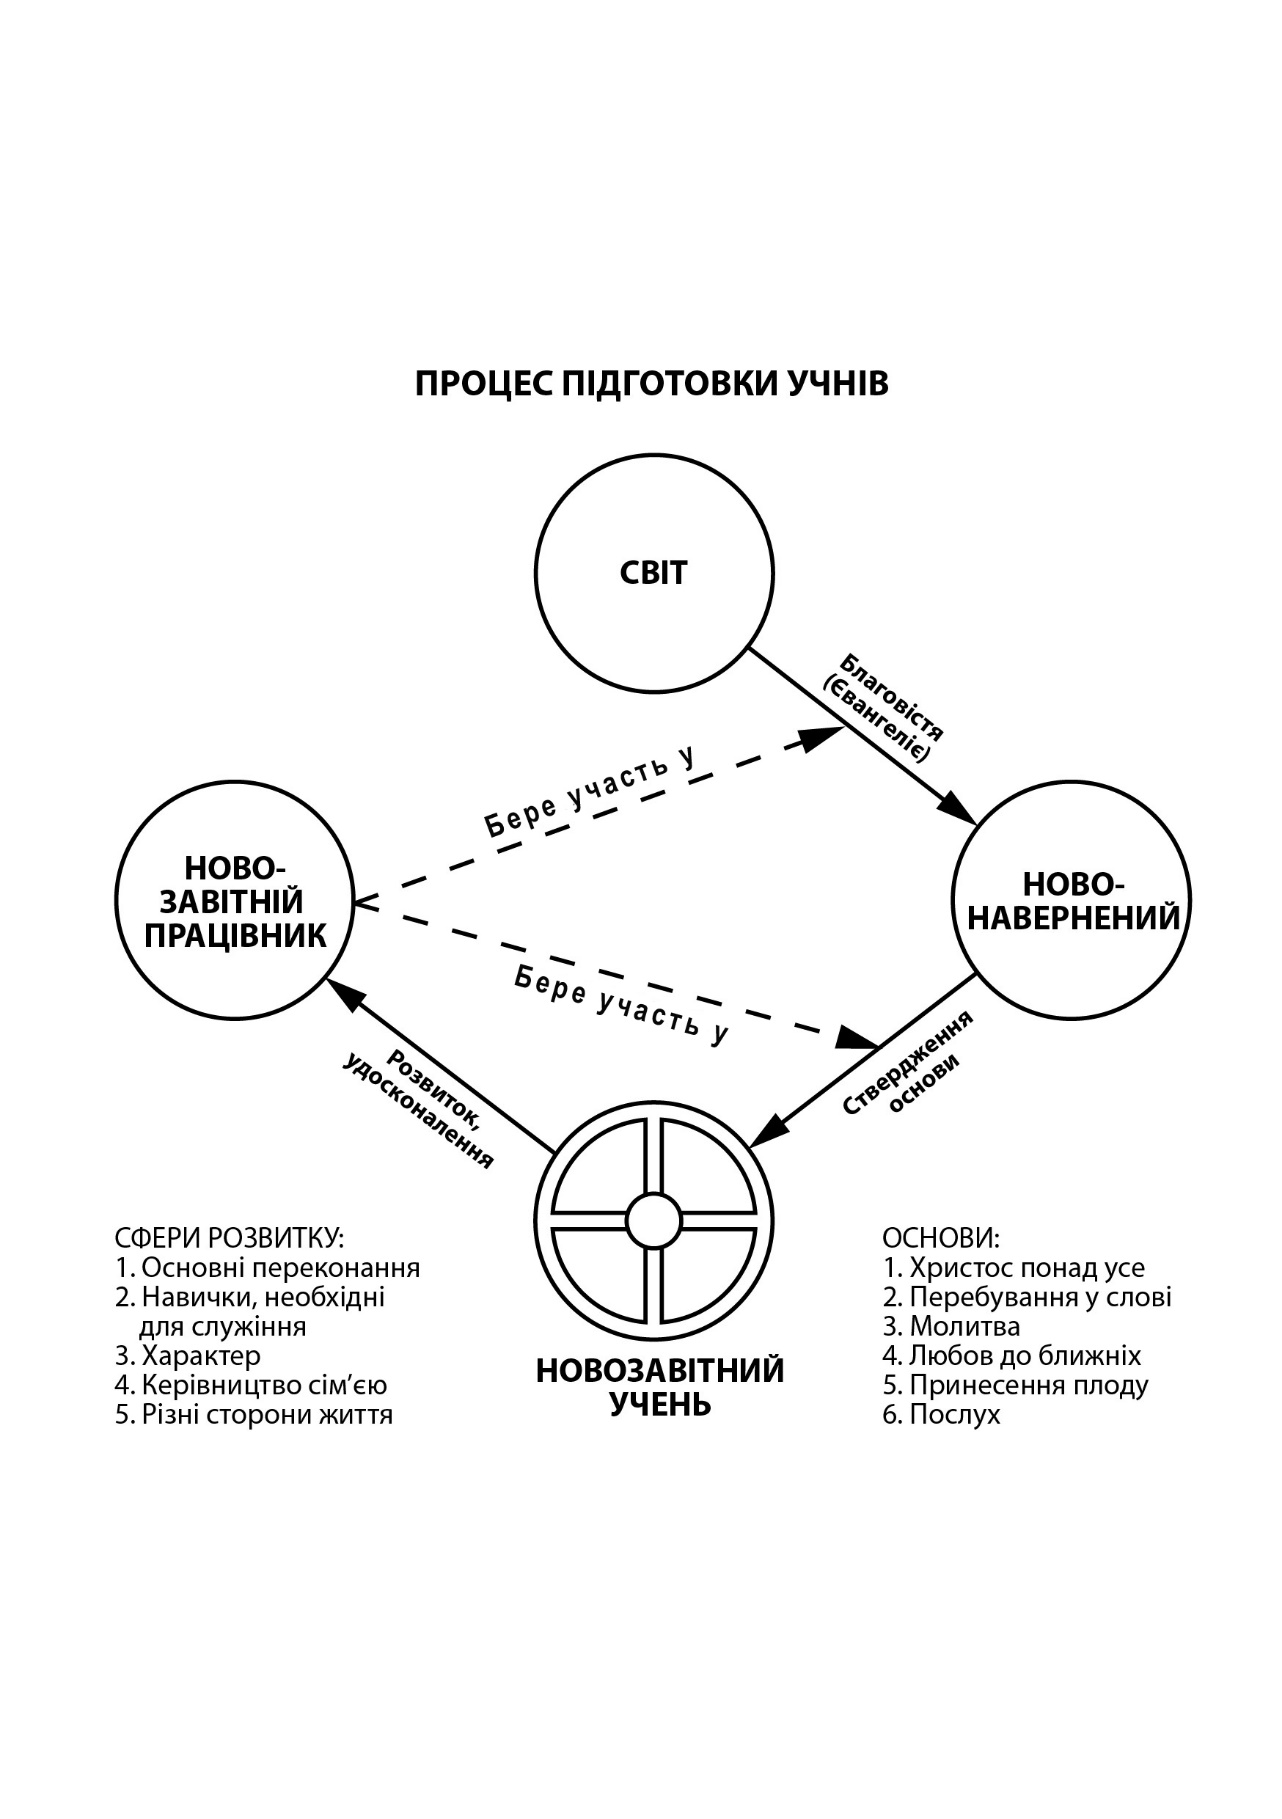 ПРОЦЕС ПІДГОТОВКИ УЧНІВ
СВІТ
Благовістя
(Євангеліє)
Бере участь у
НОВО-
ЗАВІТНІЙ
ПРАЦІВНИК
НОВО-
НАВЕРНЕНИЙ
Бере участь у
Ствердження
основи
Розвиток,
удосконалення
НОВОЗАВІТНИЙ
УЧЕНЬ
СФЕРИ РОЗВИТКУ:
1. Основні переконання
2. Навички, необхідні
для служіння
3. Характер
4. Керівництво сім’єю
5. Різні сторони життя
ОСНОВИ:
1. Христос понад усе
2. Перебування у слові
3. Молитва
4. Любов до ближніх
5. Принесення плоду
6. Послух